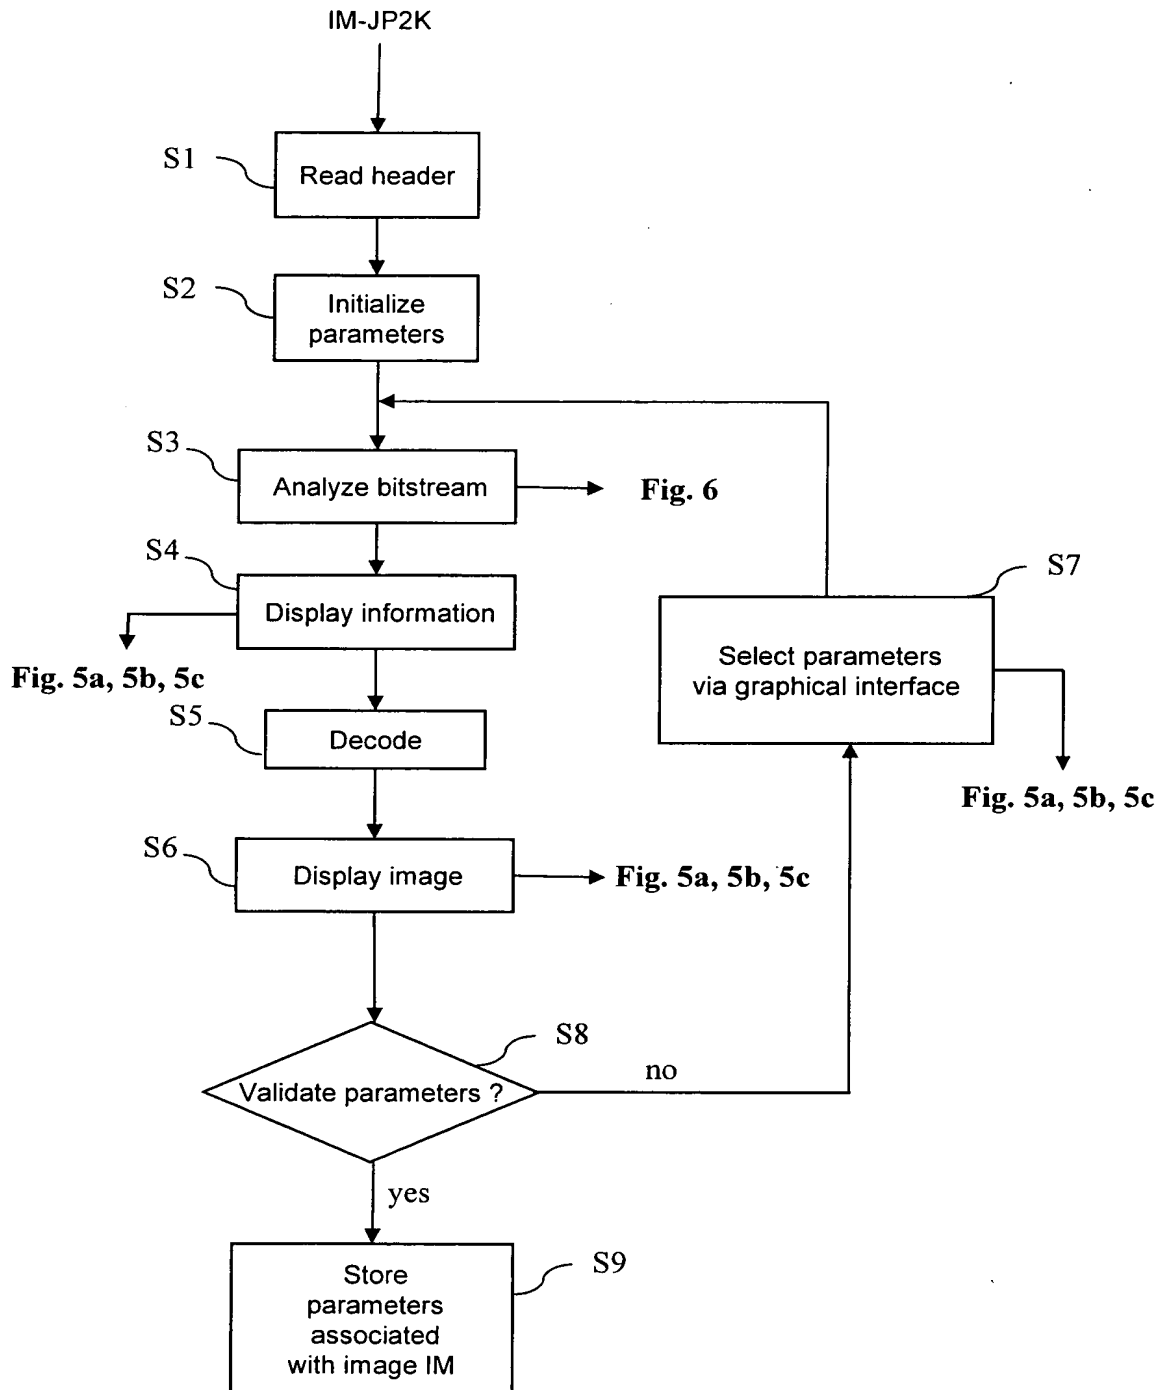 IM-JP2K
S1
Read header
S2
Initialize
parameters
S3
Analyze bitstream
Fig. 6
S4
Display information
Fig. 5a, 5b, 5c
S7
Select parameters
via graphical interface
Fig. 5a, 5b, 5c
S5
Decode
S6
Display image
Fig. 5a, 5b, 5c
S8
Validate parameters ?
no
yes
S9
Store
parameters
associated
with image IM